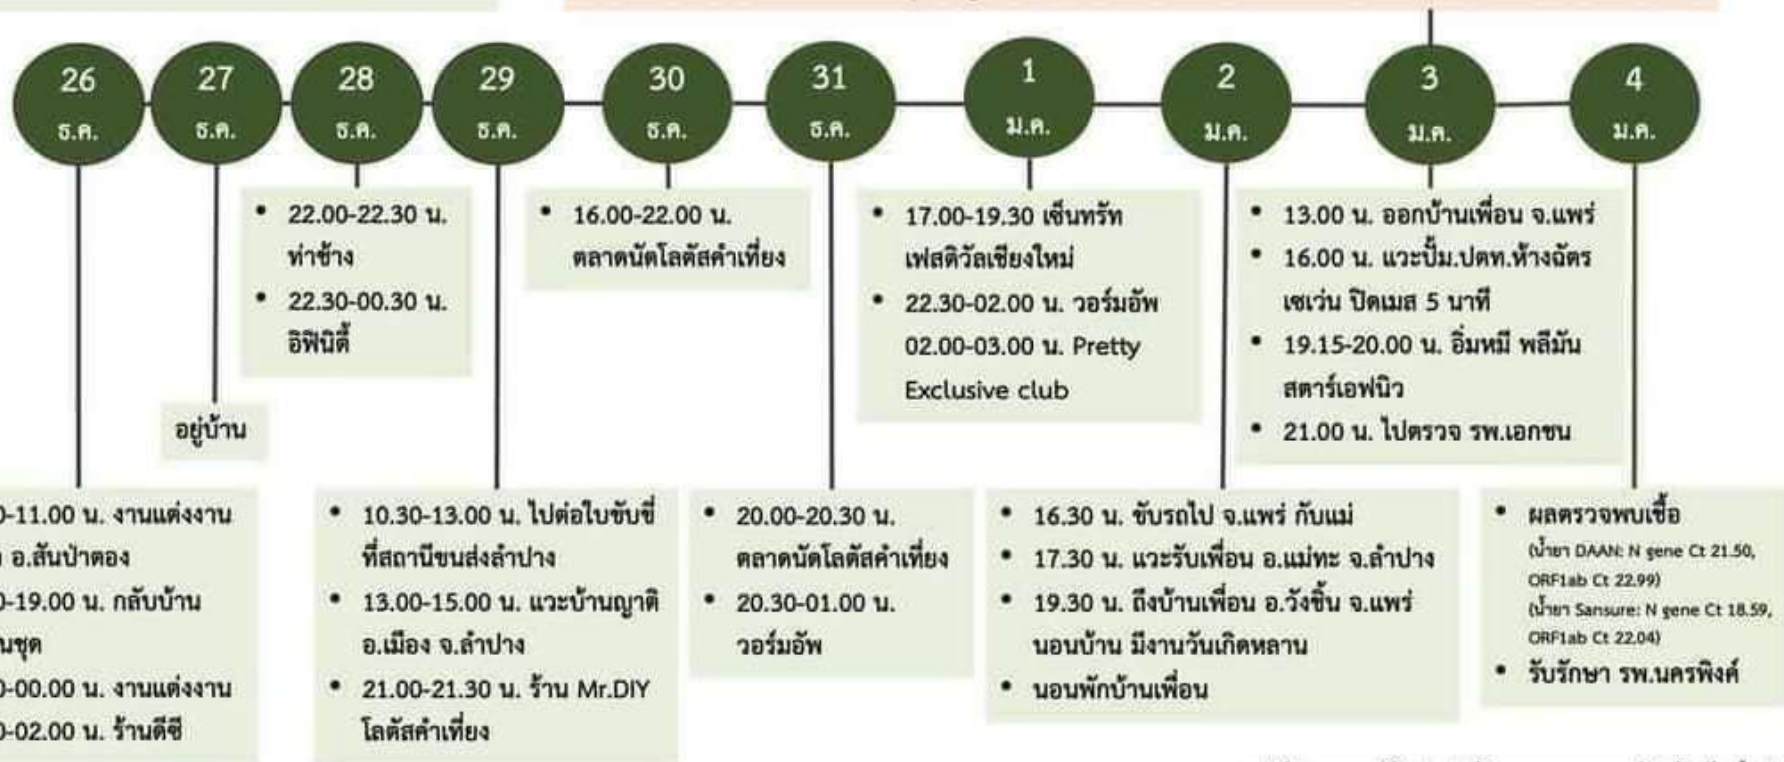 26
ธ.ค.
27
ธ.ค.
28
ธ.ค.
29
ธ.ค.
30
ธ.ค.
31
ธ.ค.
1
ม.ค.
2
ม.ค.
3
ม.ค.
4
ม.ค.
0-11.00 น. งานแต่งงาน
อ.สันป่าตอง
0-19.00 น. กลับบ้าน
นชุด
0-00.00 น. งานแต่งงาน
0-02.00 น. ร้านดีซี
อยู่บ้าน
• 22.00-22.30 น.
ท่าช้าง
• 22.30-00.30 น.
อิฟินิตี้
• 10.30-13.00 น. ไปต่อใบขับขี่
ที่สถานีขนส่งลำปาง
• 13.00-15.00 น. แวะบ้านญาติ
อ.เมือง จ.ลำปาง
• 21.00-21.30 น. ร้าน Mr.DIY
โลตัสคำเที่ยง
• 16.00-22.00 น.
ตลาดนัดโลตัสคำเที่ยง
• 20.00-20.30 น.
ตลาดนัดโลตัสคำเที่ยง
• 20.30-01.00 น.
วอร์มอัพ
• 17.00-19.30 เซ็นทรัท
เฟสติวัลเชียงใหม่
• 22.30-02.00 น. วอร์มอัพ
02.00-03.00 น. Pretty
Exclusive club
• 16.30 น. ขับรถไป จ.แพร่ กับแม่
• 17.30 น. แวะรับเพื่อน อ.แม่ทะ จ.ลำปาง
• 19.30 น. ถึงบ้านเพื่อน อ.วังชิ้น จ.แพร่
นอนบ้าน มีงานวันเกิดหลาน
• นอนพักบ้านเพื่อน
• 13.00 น. ออกบ้านเพื่อน จ.แพร่
• 16.00 น. แวะปั๊ม.ปตท.ห้างฉัตร
เซเว่น ปิดเมส 5 นาที
• 19.15-20.00 น. อิ่มหมี พลีมัน
สตาร์เอฟนิว
• 21.00 น. ไปตรวจ รพ.เอกชน
• ผลตรวจพบเชื้อ
(น้ำยา DAAN: N gene Ct 21.50,
ORF1ab Ct 22.99)
(น้ำยา Sansure: N gene Ct 18.59,
ORF1ab Ct 22.04)
• รับรักษา รพ.นครพิงค์